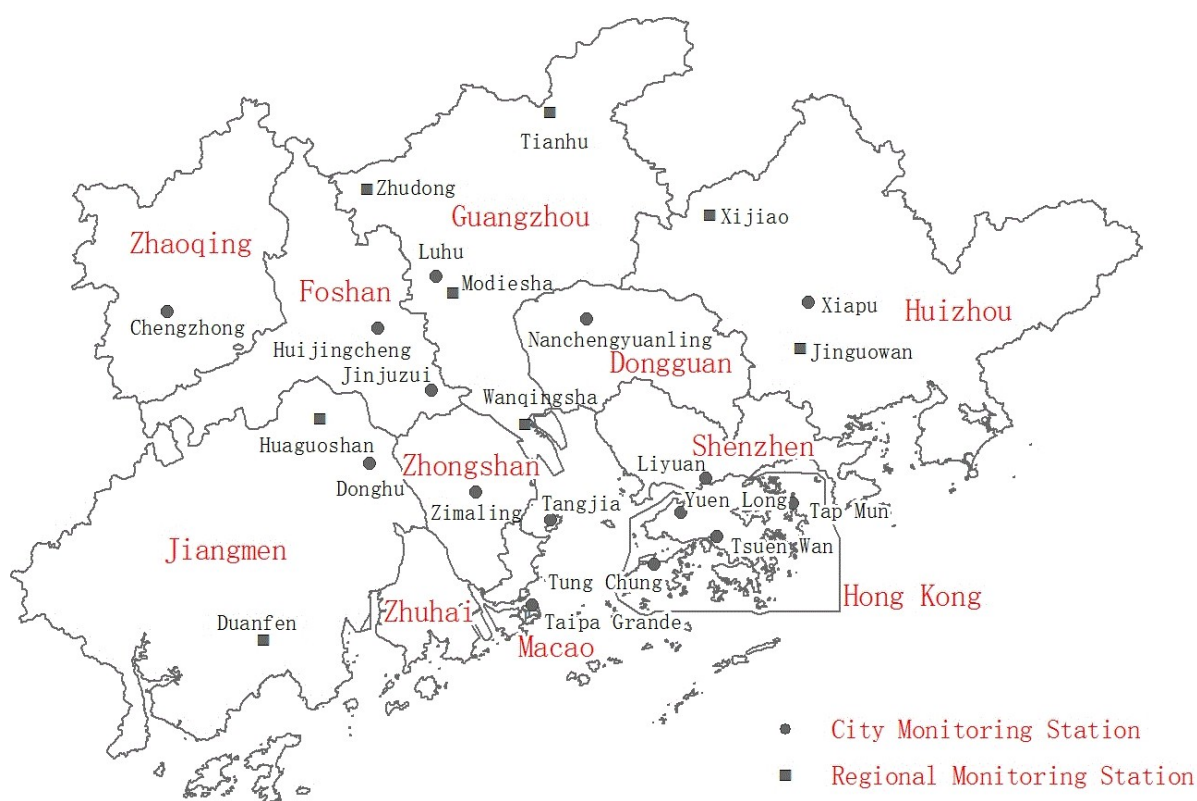 Tianhu
Zhudong
Guangzhou
Xijiao
Zhaoqing
Luhu
Modiesha
Foshan
Xiapu
Huizhou
Chengzhong
Nanchengyuanling
Huijingcheng
Dongguan
Jinguowan
Jinjuzui
Wanqingsha
Huaguoshan
Shenzhen
Zhongshan
Liyuan
Donghu
Zimaling
Tangjia
Yuen Long
Tap Mun
Jiangmen
Tsuen Wan
Tung Chung
Hong Kong
Zhuhai
Duanfen
Taipa Grande
Macao
City Monitoring Station
Regional Monitoring Station